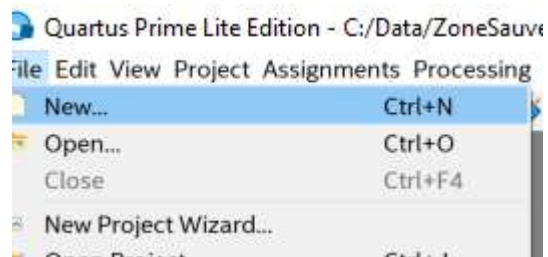 Quartus Prime Lite Edition - C:/Data/ZoneSauve
File Edit View Project Assignments Processing
New... Ctrl+N
Open... Ctrl+O
Close Ctrl+F4
New Project Wizard...